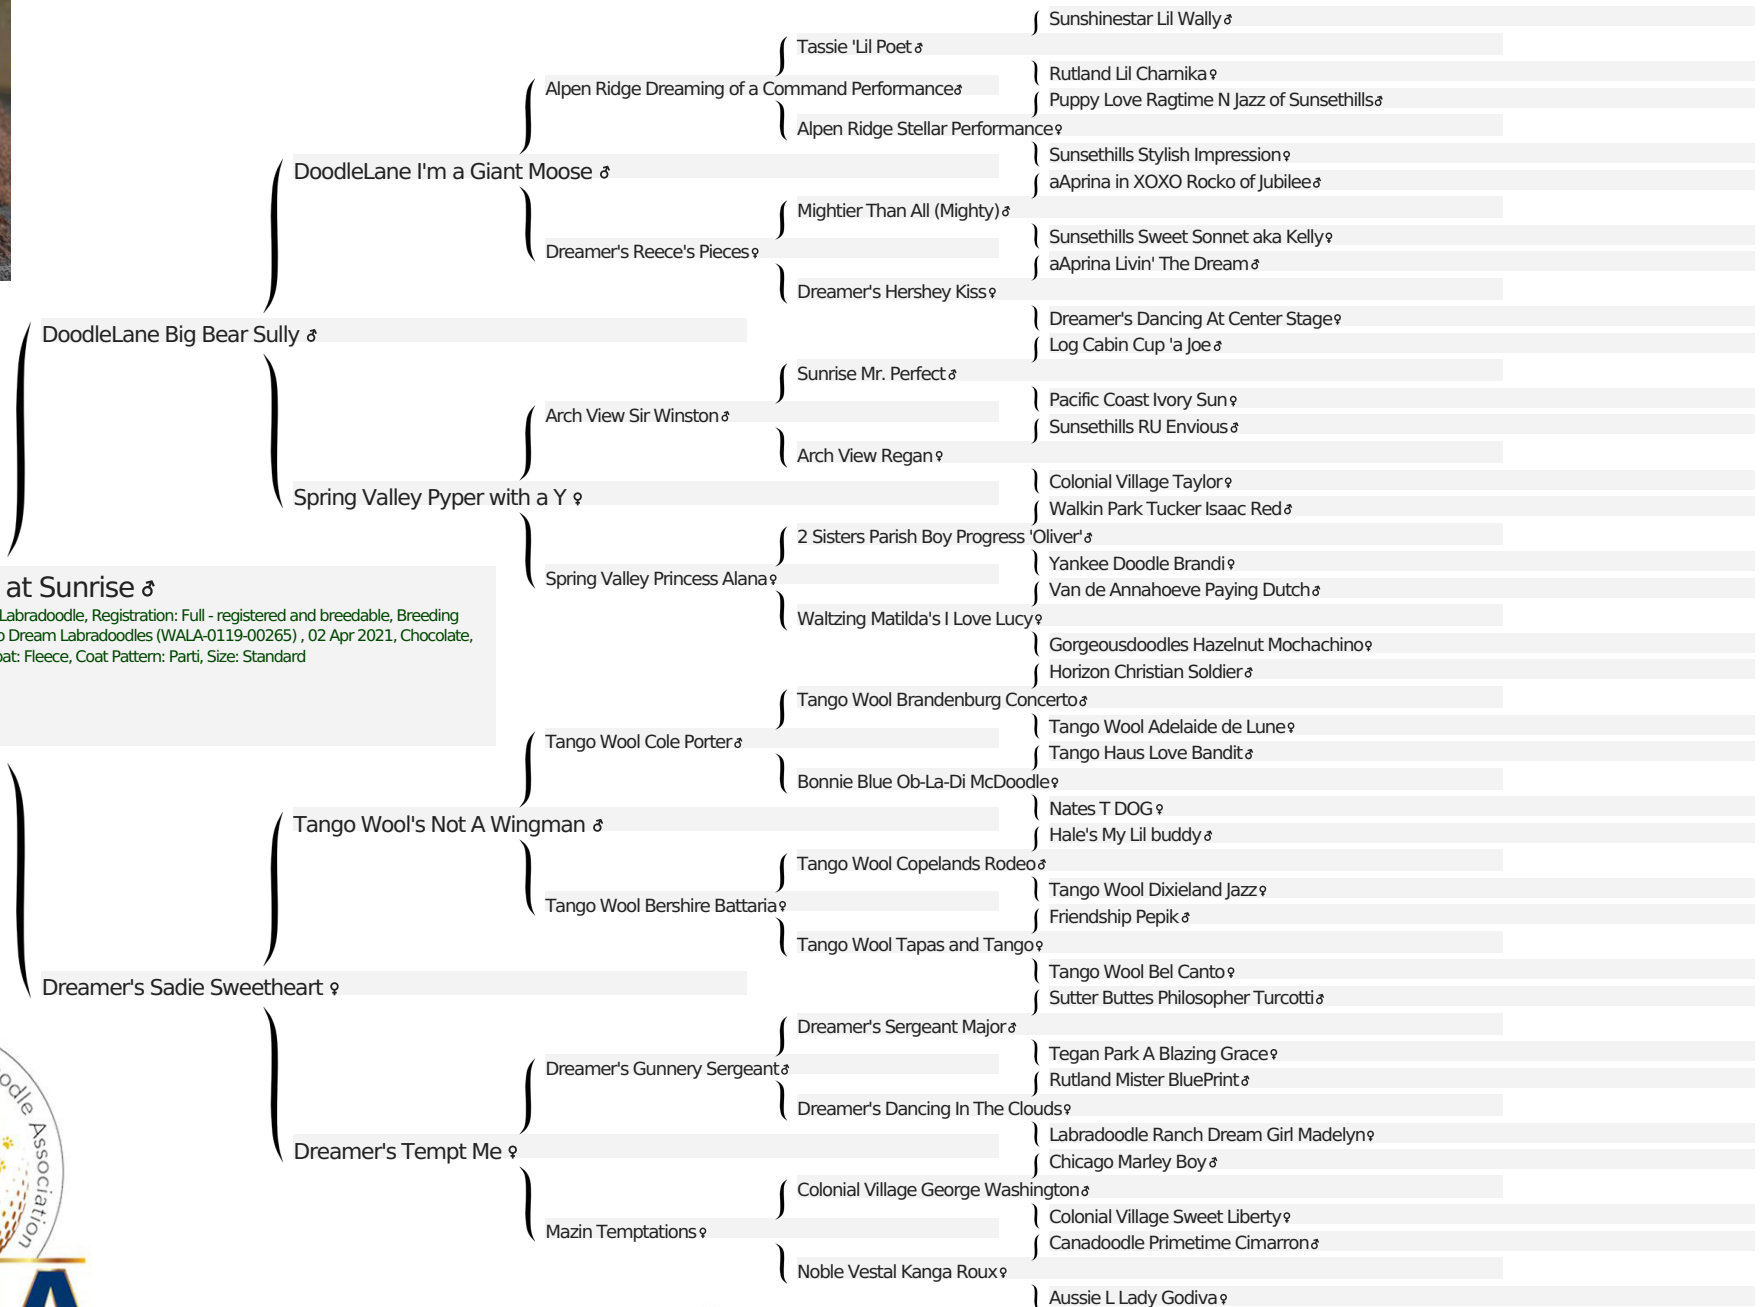 Sunshinestar Lil Wally♂
Tassie 'Lil Poet♂
Rutland Lil Charnika♀
Alpen Ridge Dreaming of a Command Performance♂
Puppy Love Ragtime N Jazz of Sunsethills♂
Alpen Ridge Stellar Performance♀
Sunsethills Stylish Impression♀
DoodleLane I'm a Giant Moose ♂
aAprina in XOXO Rocko of Jubilee♂
Mightier Than All (Mighty)♂
Sunsethills Sweet Sonnet aka Kelly♀
Dreamer's Reece's Pieces♀
aAprina Livin' The Dream♂
Dreamer's Hershey Kiss♀
Dreamer's Dancing At Center Stage♀
DoodleLane Big Bear Sully ♂
Log Cabin Cup 'a Joe♂
Sunrise Mr. Perfect♂
Pacific Coast Ivory Sun♀
Arch View Sir Winston♂
Sunsethills RU Envious♂
Arch View Regan♀
Colonial Village Taylor♀
Spring Valley Pyper with a Y ♀
Walkin Park Tucker Isaac Red♂
2 Sisters Parish Boy Progress 'Oliver'♂
Yankee Doodle Brandi♀
Spring Valley Princess Alana♀
Van de Annahoeve Paying Dutch♂
at Sunrise ♂
Labradoodle, Registration: Full - registered and breedable, Breeding
Dream Labradoodles (WALA-0119-00265) , 02 Apr 2021, Chocolate,
Fleece, Coat Pattern: Parti, Size: Standard
Waltzing Matilda's I Love Lucy♀
Gorgeousdoodles Hazelnut Mochachino♀
Horizon Christian Soldier♂
Tango Wool Brandenburg Concerto♂
Tango Wool Adelaide de Lune♀
Tango Wool Cole Porter♂
Tango Haus Love Bandit♂
Bonnie Blue Ob-La-Di McDoodle♀
Nates T DOG♀
Tango Wool's Not A Wingman ♂
Hale's My Lil buddy♂
Tango Wool Copelands Rodeo♂
Tango Wool Dixieland Jazz♀
Tango Wool Bershire Battaria♀
Friendship Pepik♂
Tango Wool Tapas and Tango♀
Tango Wool Bel Canto♀
Dreamer's Sadie Sweetheart ♀
Sutter Buttes Philosopher Turcotti♂
Dreamer's Sergeant Major♂
Tegan Park A Blazing Grace♀
Dreamer's Gunnery Sergeant♂
Rutland Mister BluePrint♂
Dreamer's Dancing In The Clouds♀
Labradoodle Ranch Dream Girl Madelyn♀
Dreamer's Tempt Me ♀
Chicago Marley Boy♂
Colonial Village George Washington♂
Colonial Village Sweet Liberty♀
Mazin Temptations♀
Canadoodle Primetime Cimarron♂
Noble Vestal Kanga Roux♀
Aussie L Lady Godiva♀
Association